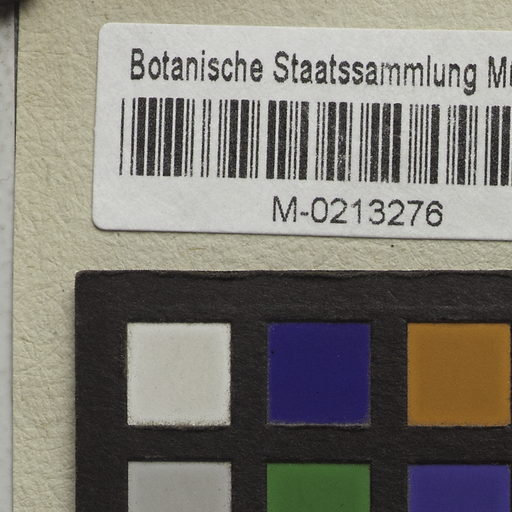 Botanische Staatssammlung
M-0213276